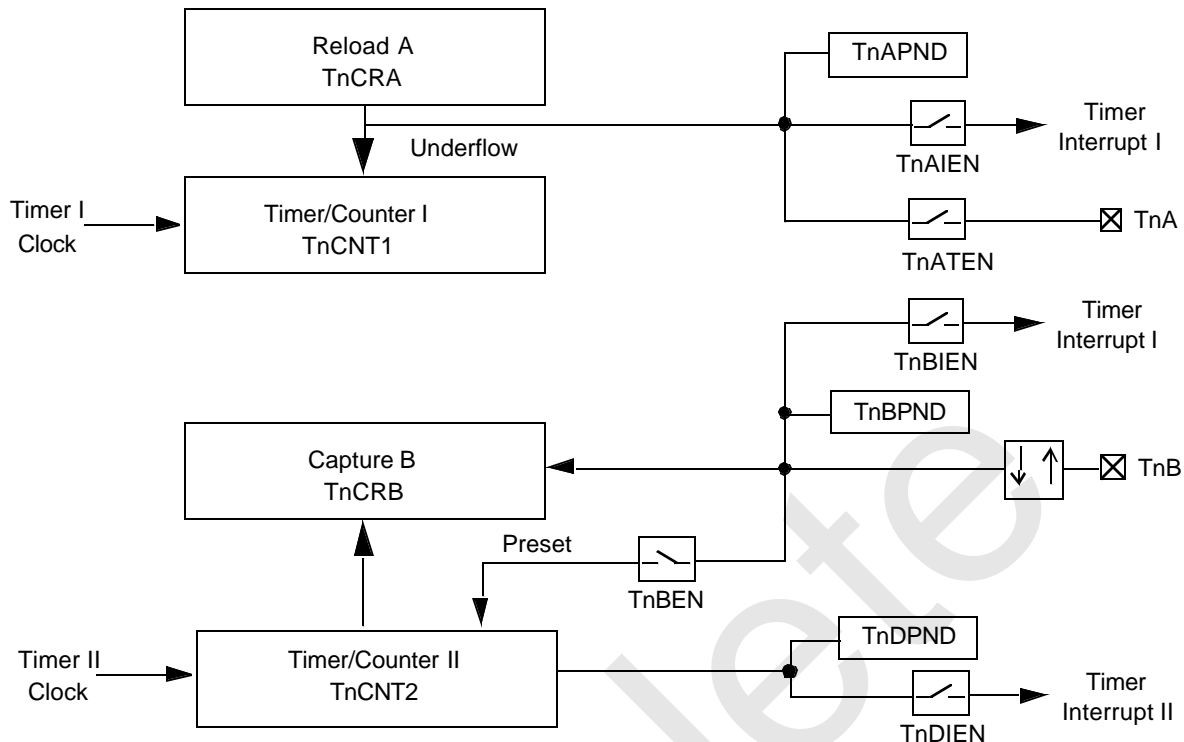 Reload A
TnCRA
TnAPND
Timer
Interrupt I
TnAIEN
Underflow
Timer I
Clock
Timer/Counter I
TnCNT1
TnA
TnATEN
Timer
Interrupt I
TnBIEN
TnBPND
Capture B
TnCRB
TnB
Preset
TnBEN
TnDPND
Timer II
Clock
Timer/Counter II
TnCNT2
Timer
Interrupt II
TnDIEN
lete